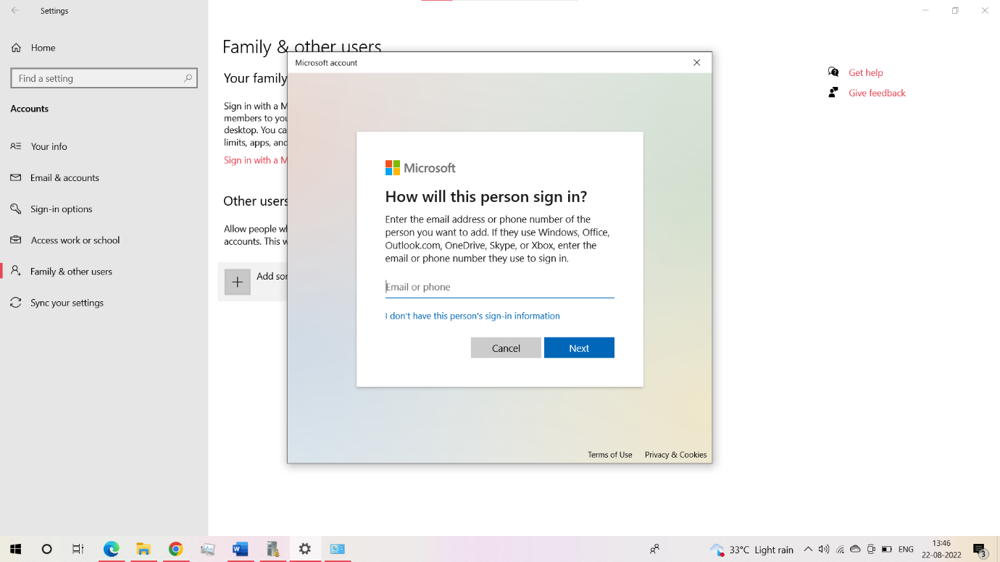 Settings
Home
Find a setting
Accounts
Your info
Email & accounts
Sign-in options
Access work or school
Family & other users
Sync your settings
Family & other users
Your family
Sign in with a M
members to you
desktop. You ca
limits, apps, and
Sign in with a M
Other users
Allow people wh
accounts. This w
Add so
Get help
Give feedback
Microsoft account
Microsoft
How will this person sign in?
Enter the email address or phone number of the
person you want to add. If they use Windows, Office,
Outlook.com, OneDrive, Skype, or Xbox, enter the
email or phone number they use to sign in.
Email or phone
I don't have this person's sign-in information
Cancel
Next
Terms of Use
Privacy & Cookies
33°C Light rain
ENG
13:46
22-08-2022
3